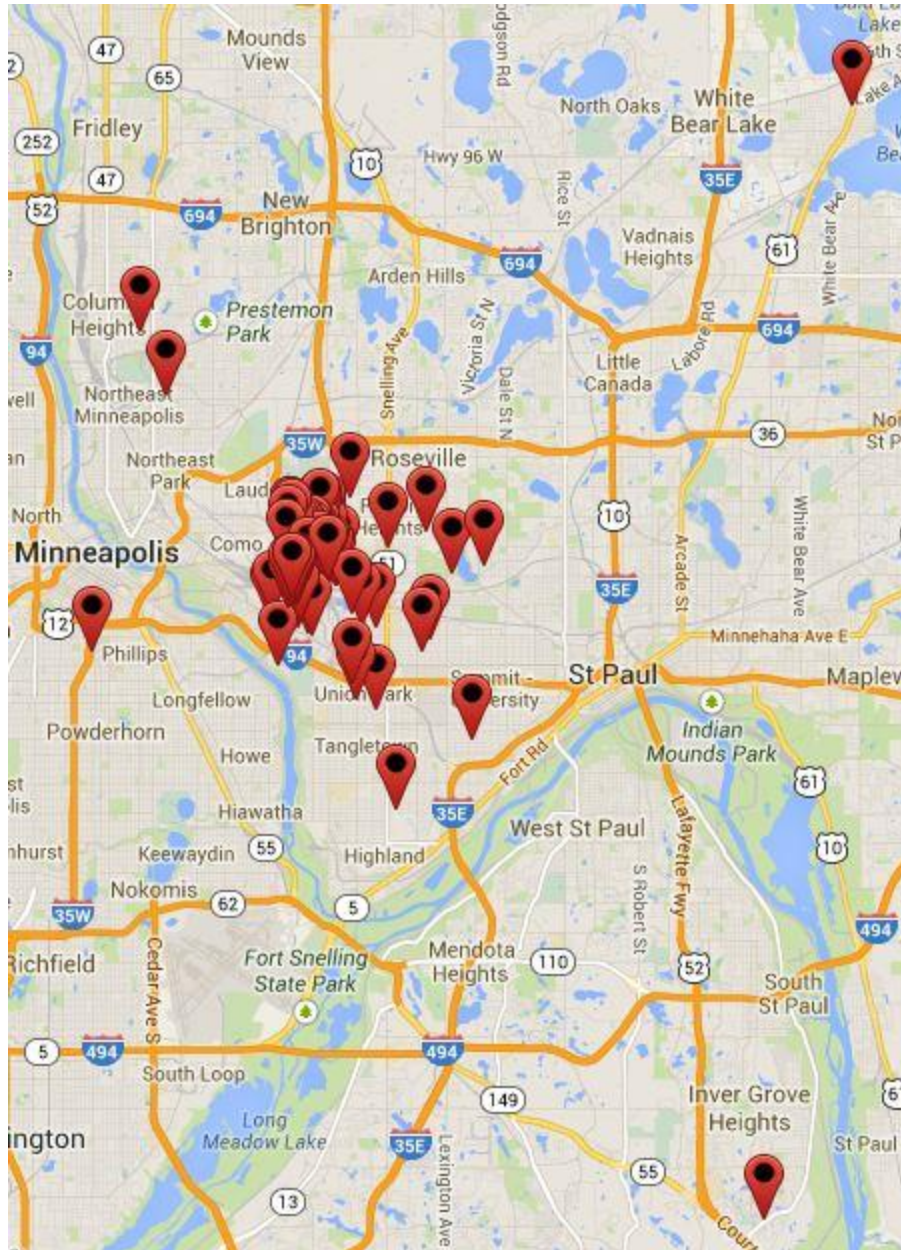 47
Mounds
View
65
Fridley
252
47
52
694
New
Brighton
10
Hwy 96 W
North Oaks
White
Bear Lake
35E
Rice St
Vadnais
Heights
61
White Bear Ave
Arden Hills
694
Prestemon
Park
Heights
94
Northeast
Minneapolis
Snelling Ave
Victoria St N
Dale St N
Little
Canada
Labore Rd
694
35W
Roseville
36
Northeast
Park
North
Minneapolis
Como
51
10
White Bear Ave
Arcade St
35E
12
Phillips
94
Minnehaha Ave E
St Paul
Longfellow
Powderhorn
Howe
Tangletown
Indian
Mounds Park
Fort Rd
61
Hiawatha
35E
West St Paul
Lafayette Fwy
10
55
Keewaydin
Highland
Nokomis
62
5
S Robert St
35W
494
Richfield
Cedar Ave S
Fort Snelling
State Park
Mendota
Heights
110
52
South
St Paul
5
494
494
South Loop
149
Inver Grove
Heights
Long
Meadow Lake
35E
Lexington Ave
55
St Paul
13